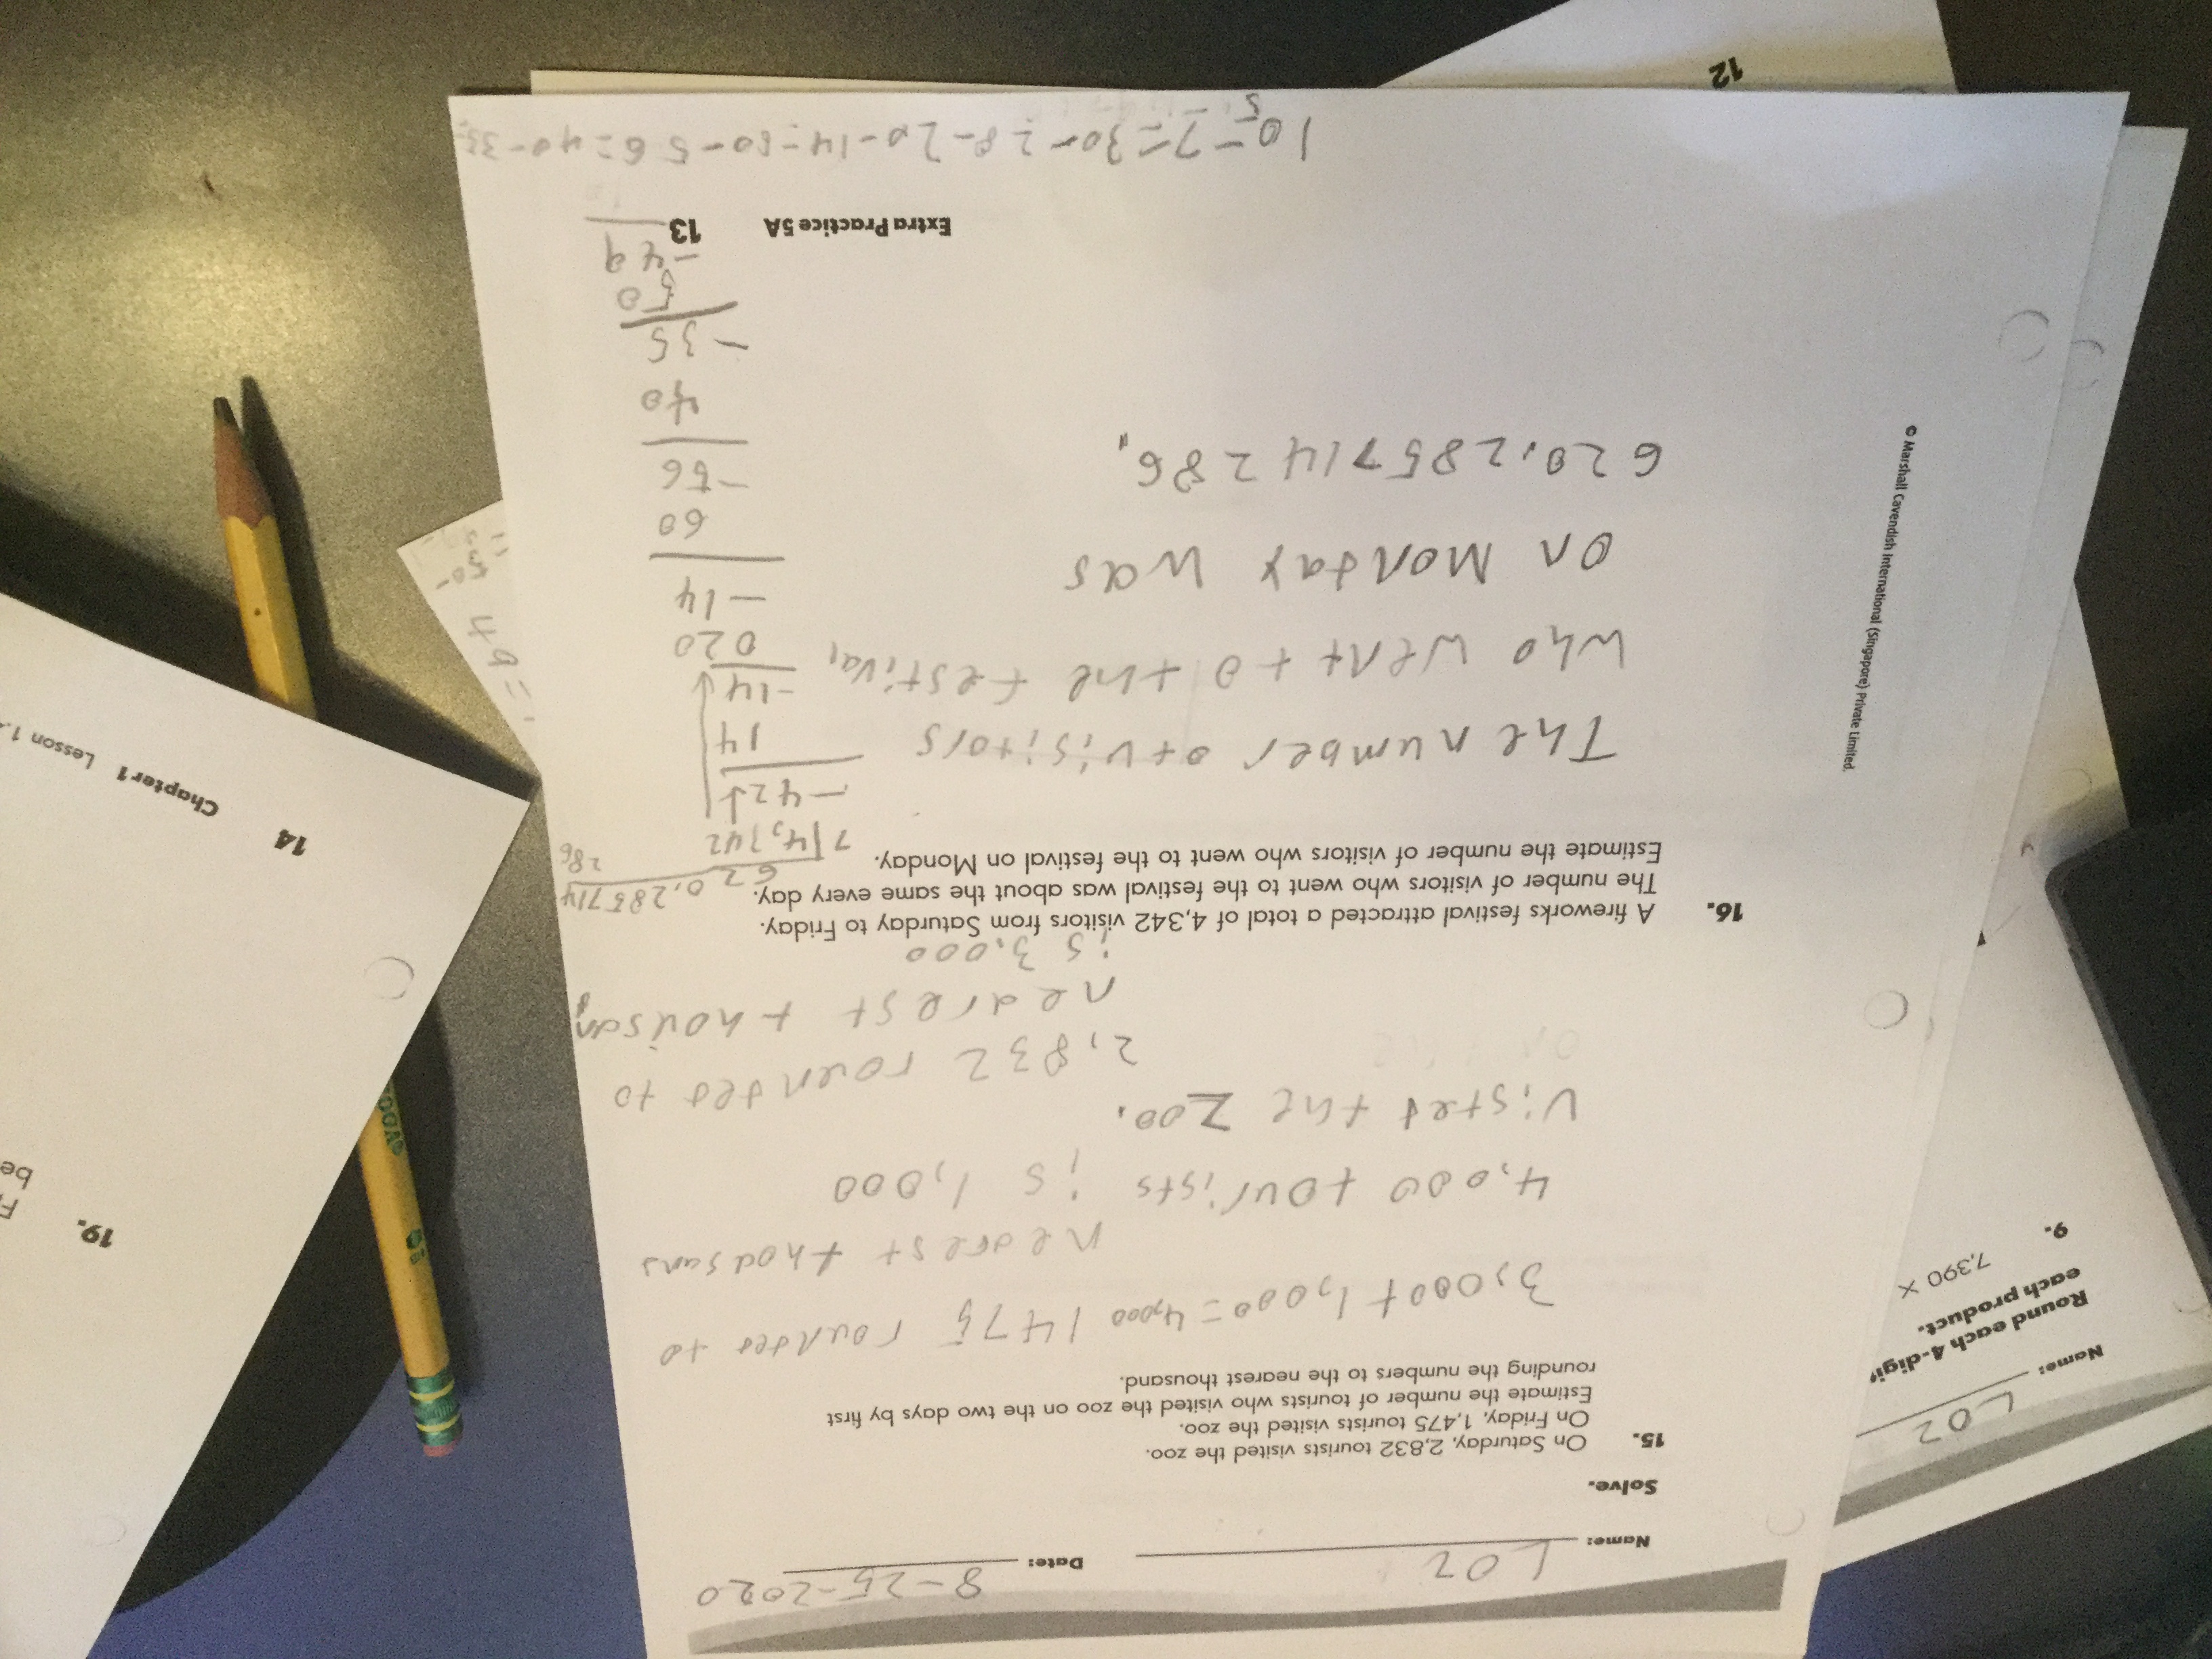 Name: LOZ
Date: 8-25-2020
Solve.
15. On Saturday, 2,832 tourists visited the zoo.
On Friday, 1,475 tourists visited the zoo.
Estimate the number of tourists who visited the zoo on the two days by first
rounding the numbers to the nearest thousand.
3,000+1,000=4,000
4,000 tourists
vistet the zoo.
1475 rountet to
nearest
is 1,000
2,832 rountet to
nearest
is 3,000
16. A fireworks festival attracted a total of 4,342 visitors from Saturday to Friday.
The number of visitors who went to the festival was about the same every day.
Estimate the number of visitors who went to the festival on Monday.
The number of visitors
who went to the festival
on Montay was
620.285714286.
62 0.285714
286
7 4,342
-42
14
-14
020
-14
60
-56
40
-35
50
-49
Extra Practice 5A 13
10-7=30-28-20-14=60-56=40-35
5
© Marshall Cavendish International (Singapore) Private Limited.
Name: LOZ
Round each 4-digit
each product.
9. 7,390 ×
12
19.
be
14 Chapter 1 Lesson 1.